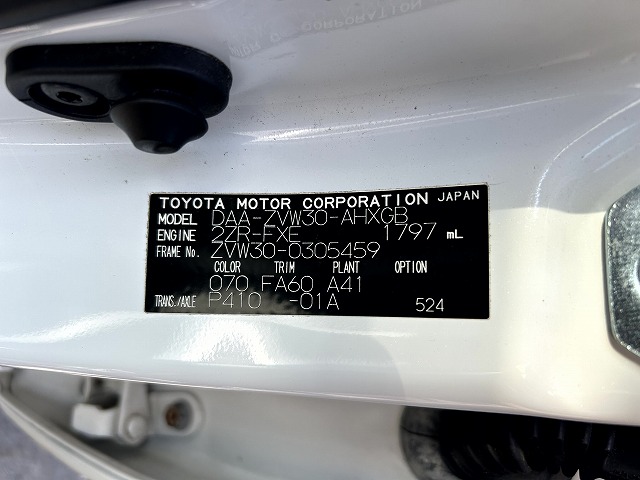 TOYOTA MOTOR CORPORATION JAPAN
MODEL DAA-ZVW30-AHXGB
ENGINE 2ZR-FXE 1797 mL
FRAME No. ZVW30-0305459
COLOR TRIM PLANT OPTION
070 FA60 A41
TRANS./AXLE P410 -01A 524